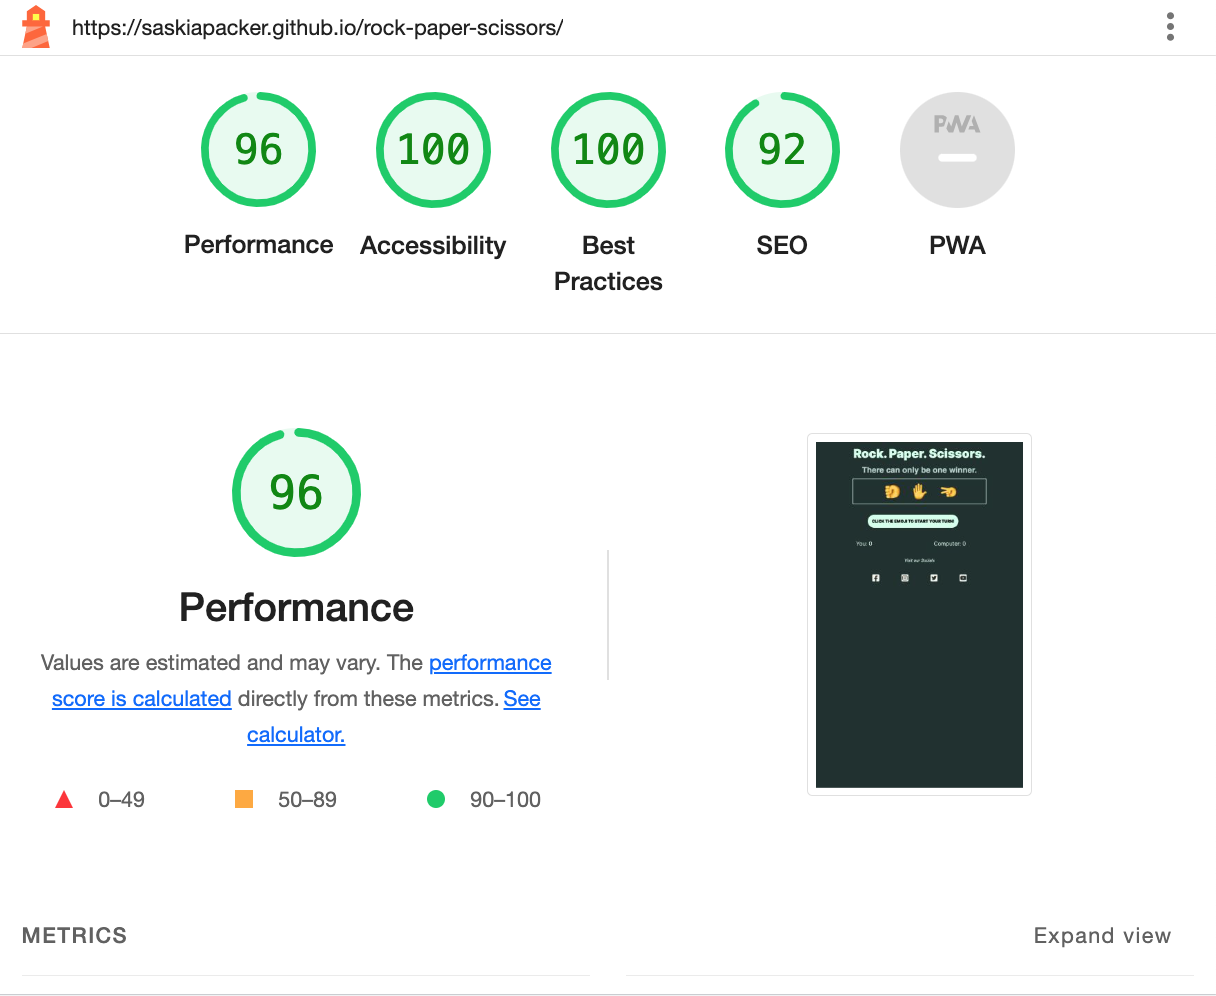 https://saskiapacker.github.io/rock-paper-scissors/
96
100
100
92
PWA
Performance
Accessibility
Best
Practices
SEO
PWA
96
Performance
Values are estimated and may vary. The performance
score is calculated directly from these metrics. See
calculator.
0–49
50–89
90–100
Rock. Paper. Scissors.
There can only be one winner.
CLICK THE EMOJI TO START YOUR TURN!
You: 0
Computer: 0
Visit our Socials
METRICS
Expand view